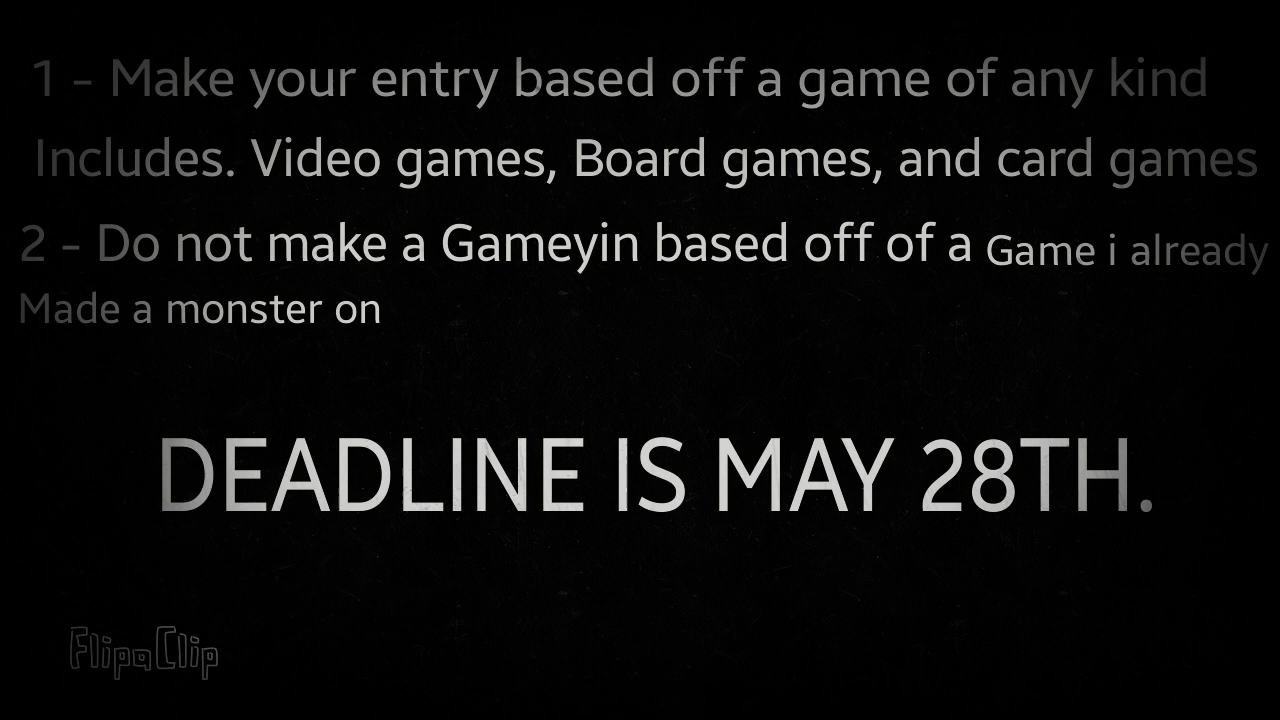 1 - Make your entry based off a game of any kind
Includes. Video games, Board games, and card games
2 - Do not make a Gameyin based off of a Game i already
Made a monster on
DEADLINE IS MAY 28TH.
FlipaClip